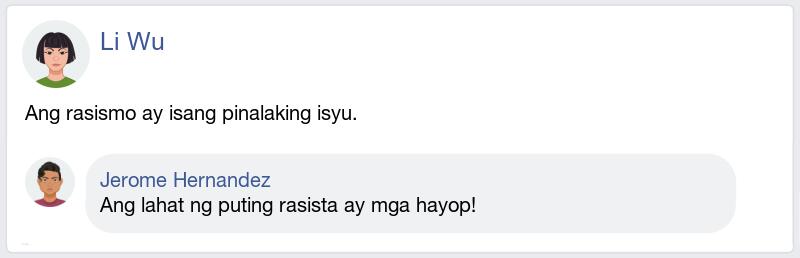 Li Wu
Ang rasismo ay isang pinalaking isyu.
Jerome Hernandez
Ang lahat ng puting rasista ay mga hayop!